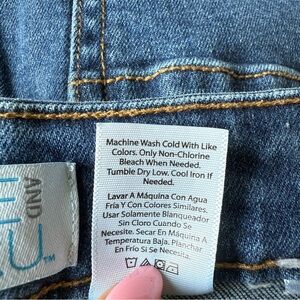 Machine Wash Cold With Like
Colors. Only Non-Chlorine
Bleach When Needed.
Tumble Dry Low. Cool Iron If
Needed.
Lavar A Máquina Con Agua
Fría Y Con Colores Similares.
Usar Solamente Blanqueador
Sin Cloro Cuando Se
Necesite. Secar En Máquina A
Temperatura Baja. Planchar
En Frío Si Se Necesite.
AND
TM